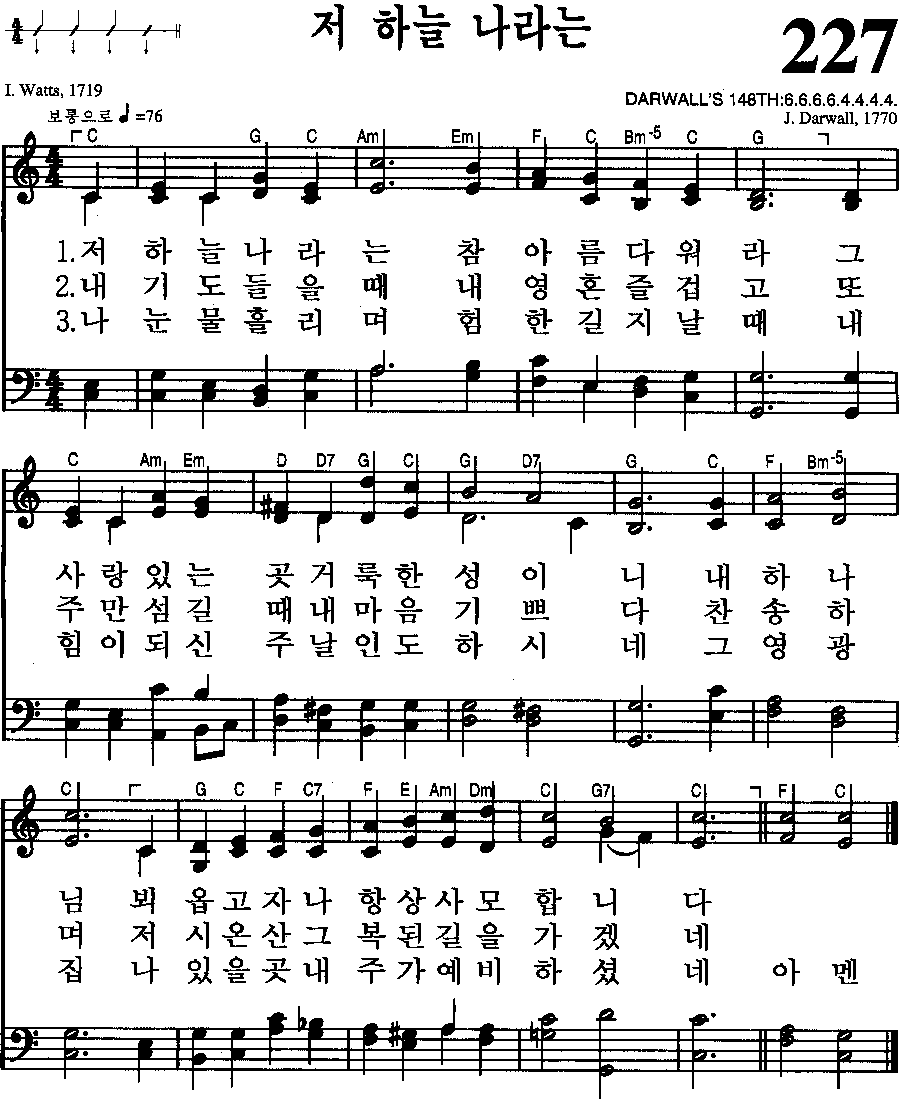 4/4
저 하늘 나라는
227
I. Watts, 1719
DARWALL'S 148TH:6.6.6.6.4.4.4.4.
보통으로 ♩=76
J. Darwall, 1770
C G C Am Em F C Bm-5 C G
1.저 하 늘 나 라 는 참 아 름 다 워 라 그
2.내 기 도 들 을 때 내 영 혼 즐 겁 고 또
3.나 눈 물 흘 리 며 험 한 길 지 날 때 내
C Am Em D D7 G C G D7 G C F Bm-5
사 랑 있 는 곳 거 룩 한 성 이 니 내 하 나
주 만 섬 길 때 내 마 음 기 쁘 다 찬 송 하
힘 이 되 신 주 날 인 도 하 시 네 그 영 광
C G C F C7 F E Am Dm C G7 C F C
님 뵈 옵 고 자 나 항 상 사 모 합 니 다
며 저 시 온 산 그 복 된 길 을 가 겠 네
집 나 있 을 곳 내 주 가 예 비 하 셨 네 아 멘